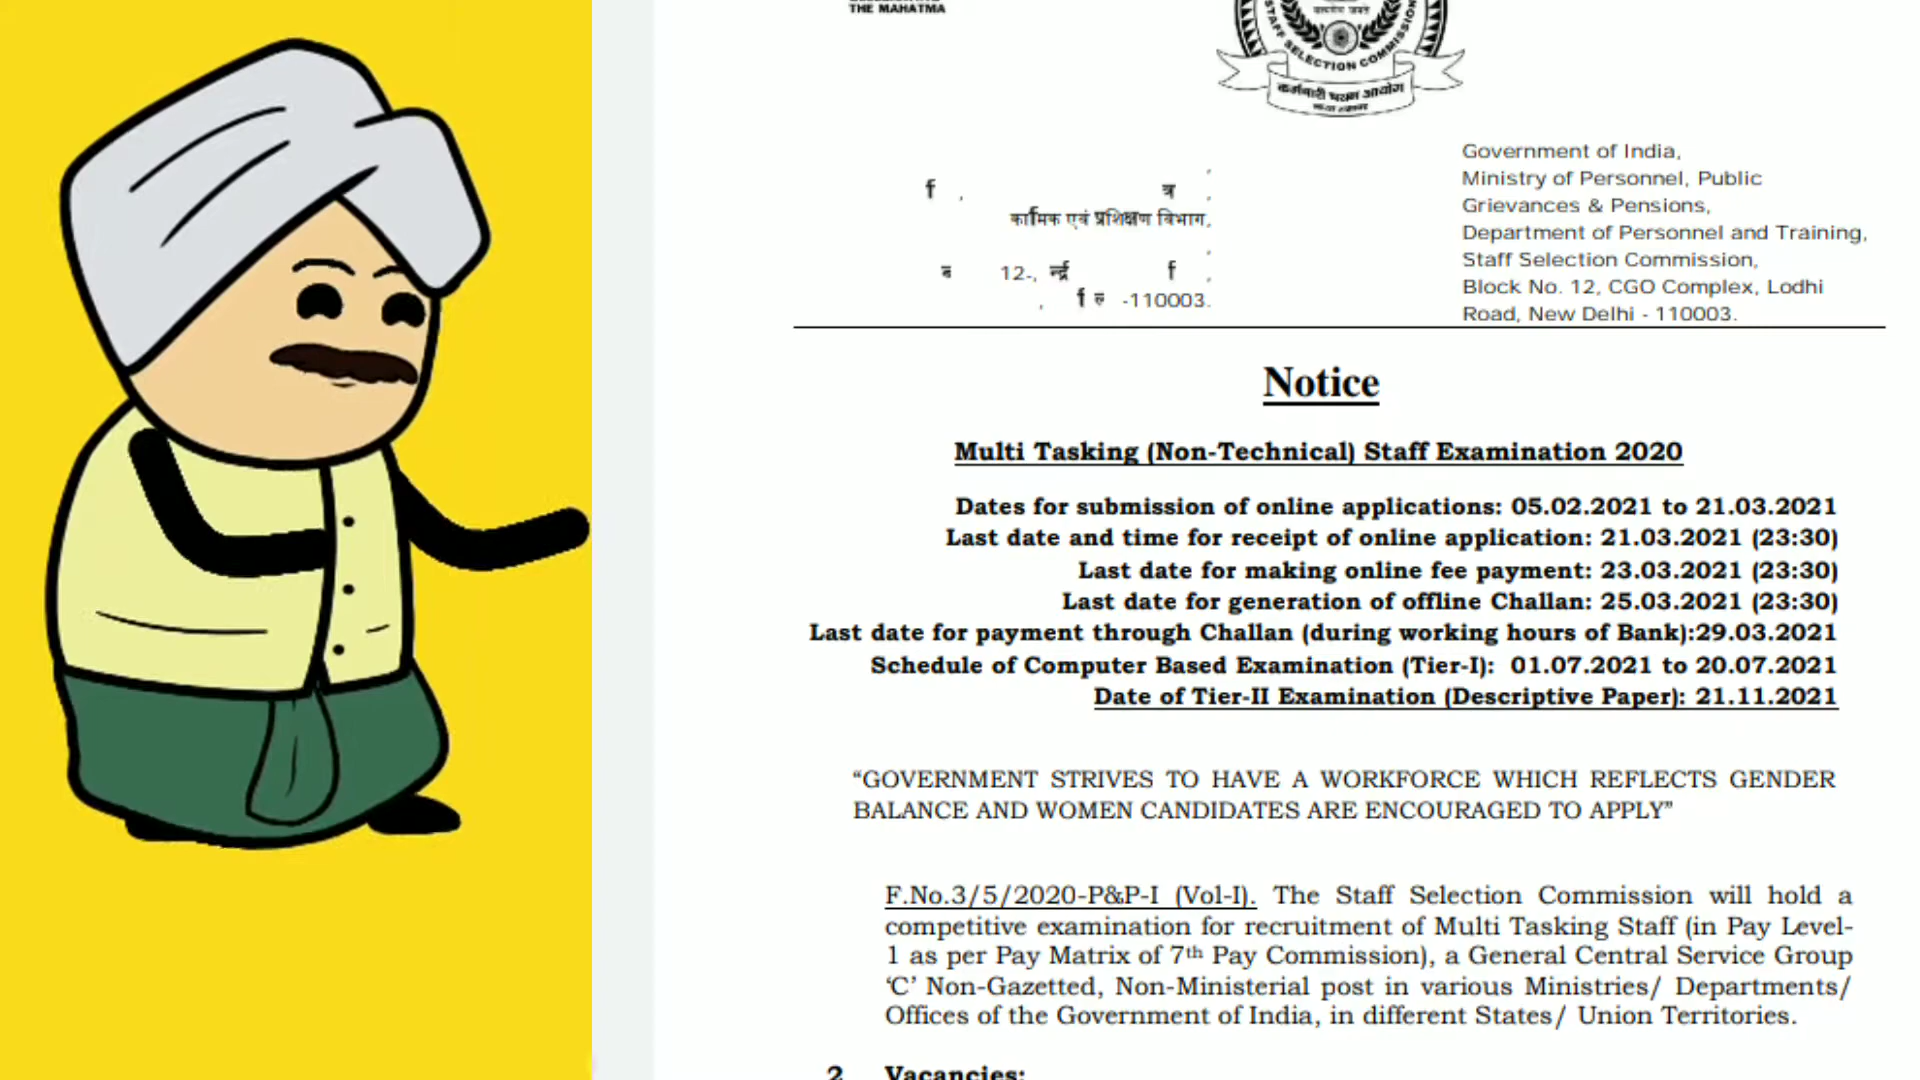 THE MAHATMA
STAFF SELECTION COMMISSION
सत्यमेव जयते
कर्मचारी चयन आयोग
कार्मिक एवं प्रशिक्षण विभाग,
12-,
-110003.
Government of India,
Ministry of Personnel, Public
Grievances & Pensions,
Department of Personnel and Training,
Staff Selection Commission,
Block No. 12, CGO Complex, Lodhi
Road, New Delhi - 110003.
Notice
Multi Tasking (Non-Technical) Staff Examination 2020
Dates for submission of online applications: 05.02.2021 to 21.03.2021
Last date and time for receipt of online application: 21.03.2021 (23:30)
Last date for making online fee payment: 23.03.2021 (23:30)
Last date for generation of offline Challan: 25.03.2021 (23:30)
Last date for payment through Challan (during working hours of Bank):29.03.2021
Schedule of Computer Based Examination (Tier-I): 01.07.2021 to 20.07.2021
Date of Tier-II Examination (Descriptive Paper): 21.11.2021
“GOVERNMENT STRIVES TO HAVE A WORKFORCE WHICH REFLECTS GENDER
BALANCE AND WOMEN CANDIDATES ARE ENCOURAGED TO APPLY”
F.No.3/5/2020-P&P-I (Vol-I). The Staff Selection Commission will hold a
competitive examination for recruitment of Multi Tasking Staff (in Pay Level-
1 as per Pay Matrix of 7th Pay Commission), a General Central Service Group
‘C’ Non-Gazetted, Non-Ministerial post in various Ministries/ Departments/
Offices of the Government of India, in different States/ Union Territories.
2 Vacancies: